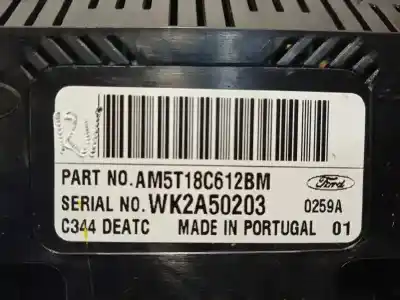 PART NO.AM5T18C612BM
Ford
SERIAL NO.WK2A50203 0259A
C344 DEATC MADE IN PORTUGAL 01